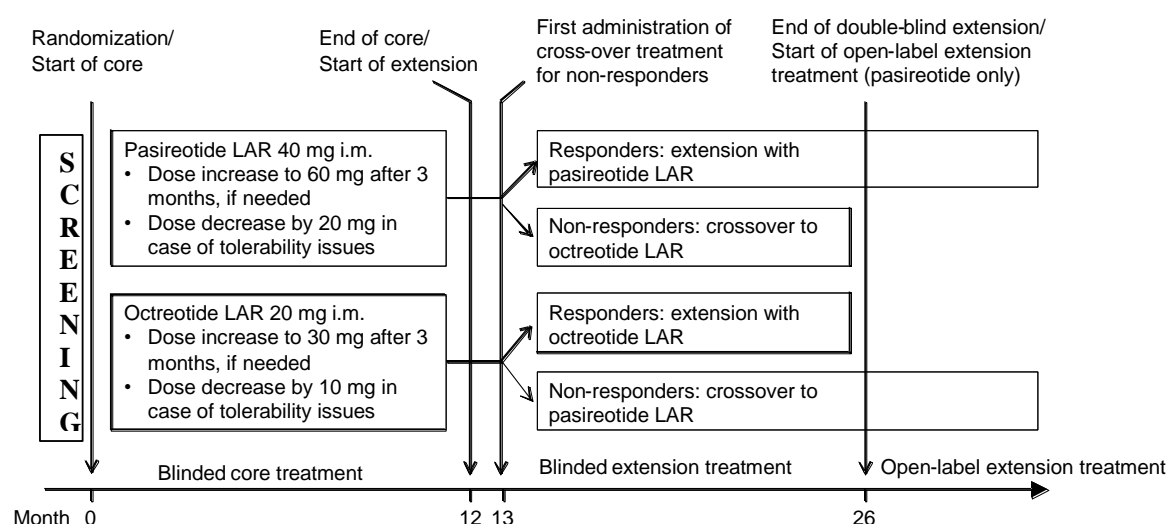 Randomization/
Start of core
End of core/
Start of extension
First administration of
cross-over treatment
for non-responders
End of double-blind extension/
Start of open-label extension
treatment (pasireotide only)
SCREENING
Pasireotide LAR 40 mg i.m.
• Dose increase to 60 mg after 3
months, if needed
• Dose decrease by 20 mg in
case of tolerability issues
Responders: extension with
pasireotide LAR
Non-responders: crossover to
octreotide LAR
Octreotide LAR 20 mg i.m.
• Dose increase to 30 mg after 3
months, if needed
• Dose decrease by 10 mg in
case of tolerability issues
Responders: extension with
octreotide LAR
Non-responders: crossover to
pasireotide LAR
Blinded core treatment
Blinded extension treatment
Open-label extension treatment
Month 0 12 13 26